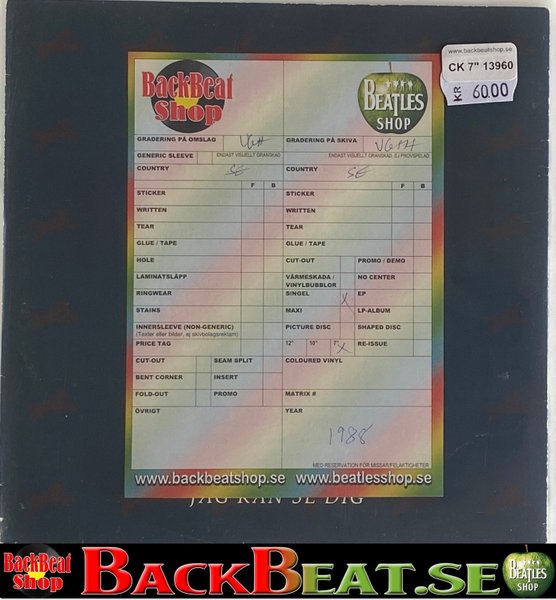 www.backbeatshop.se
CK 7" 13960
KR 60.00
BackBeat Shop
BEATLES SHOP
GRADERING PÅ OMSLAG VG+
GRADERING PÅ SKIVA VG++
GENERIC SLEEVE
ENDAST VISUELLT GRANSKAD
ENDAST VISUELLT GRANSKAD, EJ PROVSPELAD
COUNTRY SE
COUNTRY SE
F B F B
STICKER STICKER
WRITTEN WRITTEN
TEAR TEAR
GLUE / TAPE GLUE / TAPE
HOLE CUT-OUT PROMO / DEMO
LAMINATSLÄPP VÄRMESKADA / VINYLBUBBLOR NO CENTER
RINGWEAR SINGEL X EP
STAINS MAXI LP-ALBUM
INNERSLEEVE (NON-GENERIC) PICTURE DISC SHAPED DISC
(Texter eller bilder, ej skivbolagsreklam)
PRICE TAG 12" 10" 7" X RE-ISSUE
CUT-OUT SEAM SPLIT COLOURED VINYL
BENT CORNER INSERT
FOLD-OUT PROMO MATRIX #
ÖVRIGT YEAR
1988
MED RESERVATION FÖR MISSAR/FELAKTIGHETER
www.backbeatshop.se www.beatlesshop.se
JAG KAN SE DIG
BackBeat Shop BACKBEAT.SE BEATLES SHOP